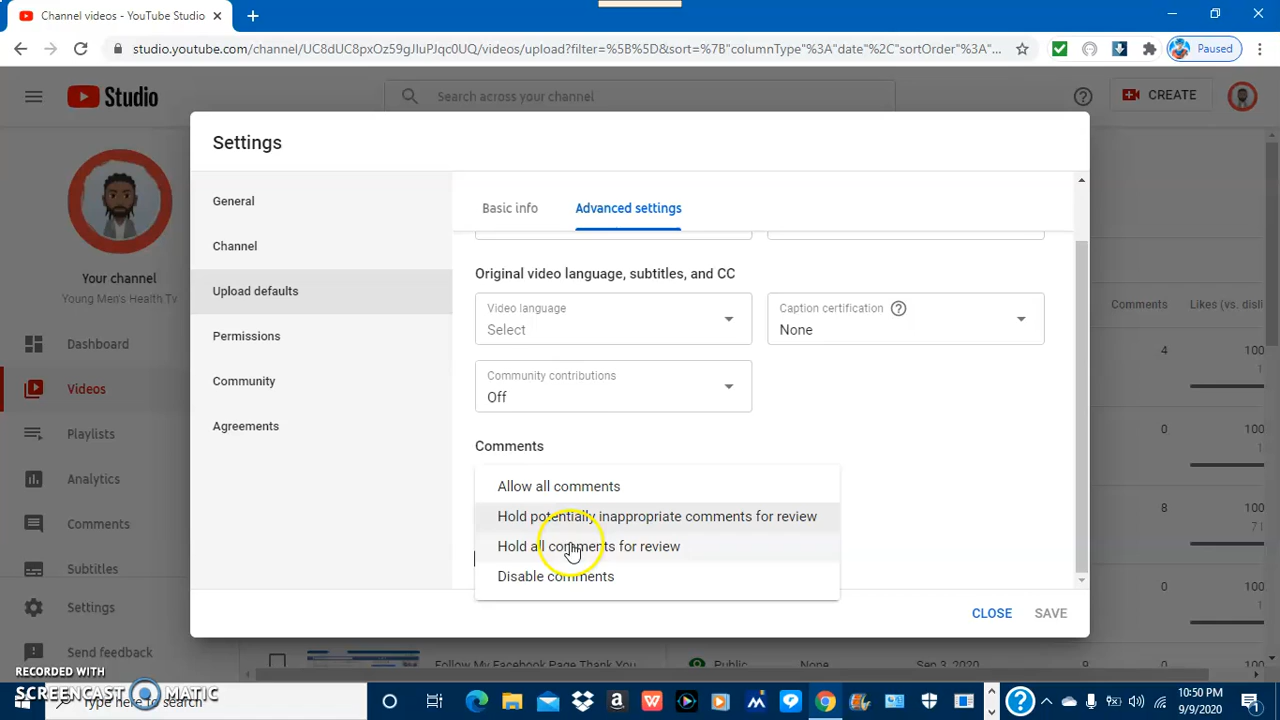 Channel videos - YouTube Studio
studio.youtube.com/channel/UC8dUC8pxOz59gJIuPJqc0UQ/videos/upload?filter=%5B%5D&sort=%7B"columnType"%3A"date"%2C"sortOrder"%3A...
Paused
Studio
Search across your channel
CREATE
Settings
General
Channel
Upload defaults
Permissions
Community
Agreements
Basic info
Advanced settings
Original video language, subtitles, and CC
Video language
Select
Caption certification
None
Community contributions
Off
Comments
Allow all comments
Hold potentially inappropriate comments for review
Hold all comments for review
Disable comments
CLOSE
SAVE
Your channel
Young Men's Health Tv
Dashboard
Videos
Playlists
Analytics
Comments
Subtitles
Settings
Send feedback
Comments
Likes (vs.
4
100
0
100
8
100
0
100
Follow My Facebook Page Thank You
Public
None
Sep 3, 2020
9
100
RECORDED WITH
SCREENCAST MATIC
Type here to search
10:50 PM
9/9/2020